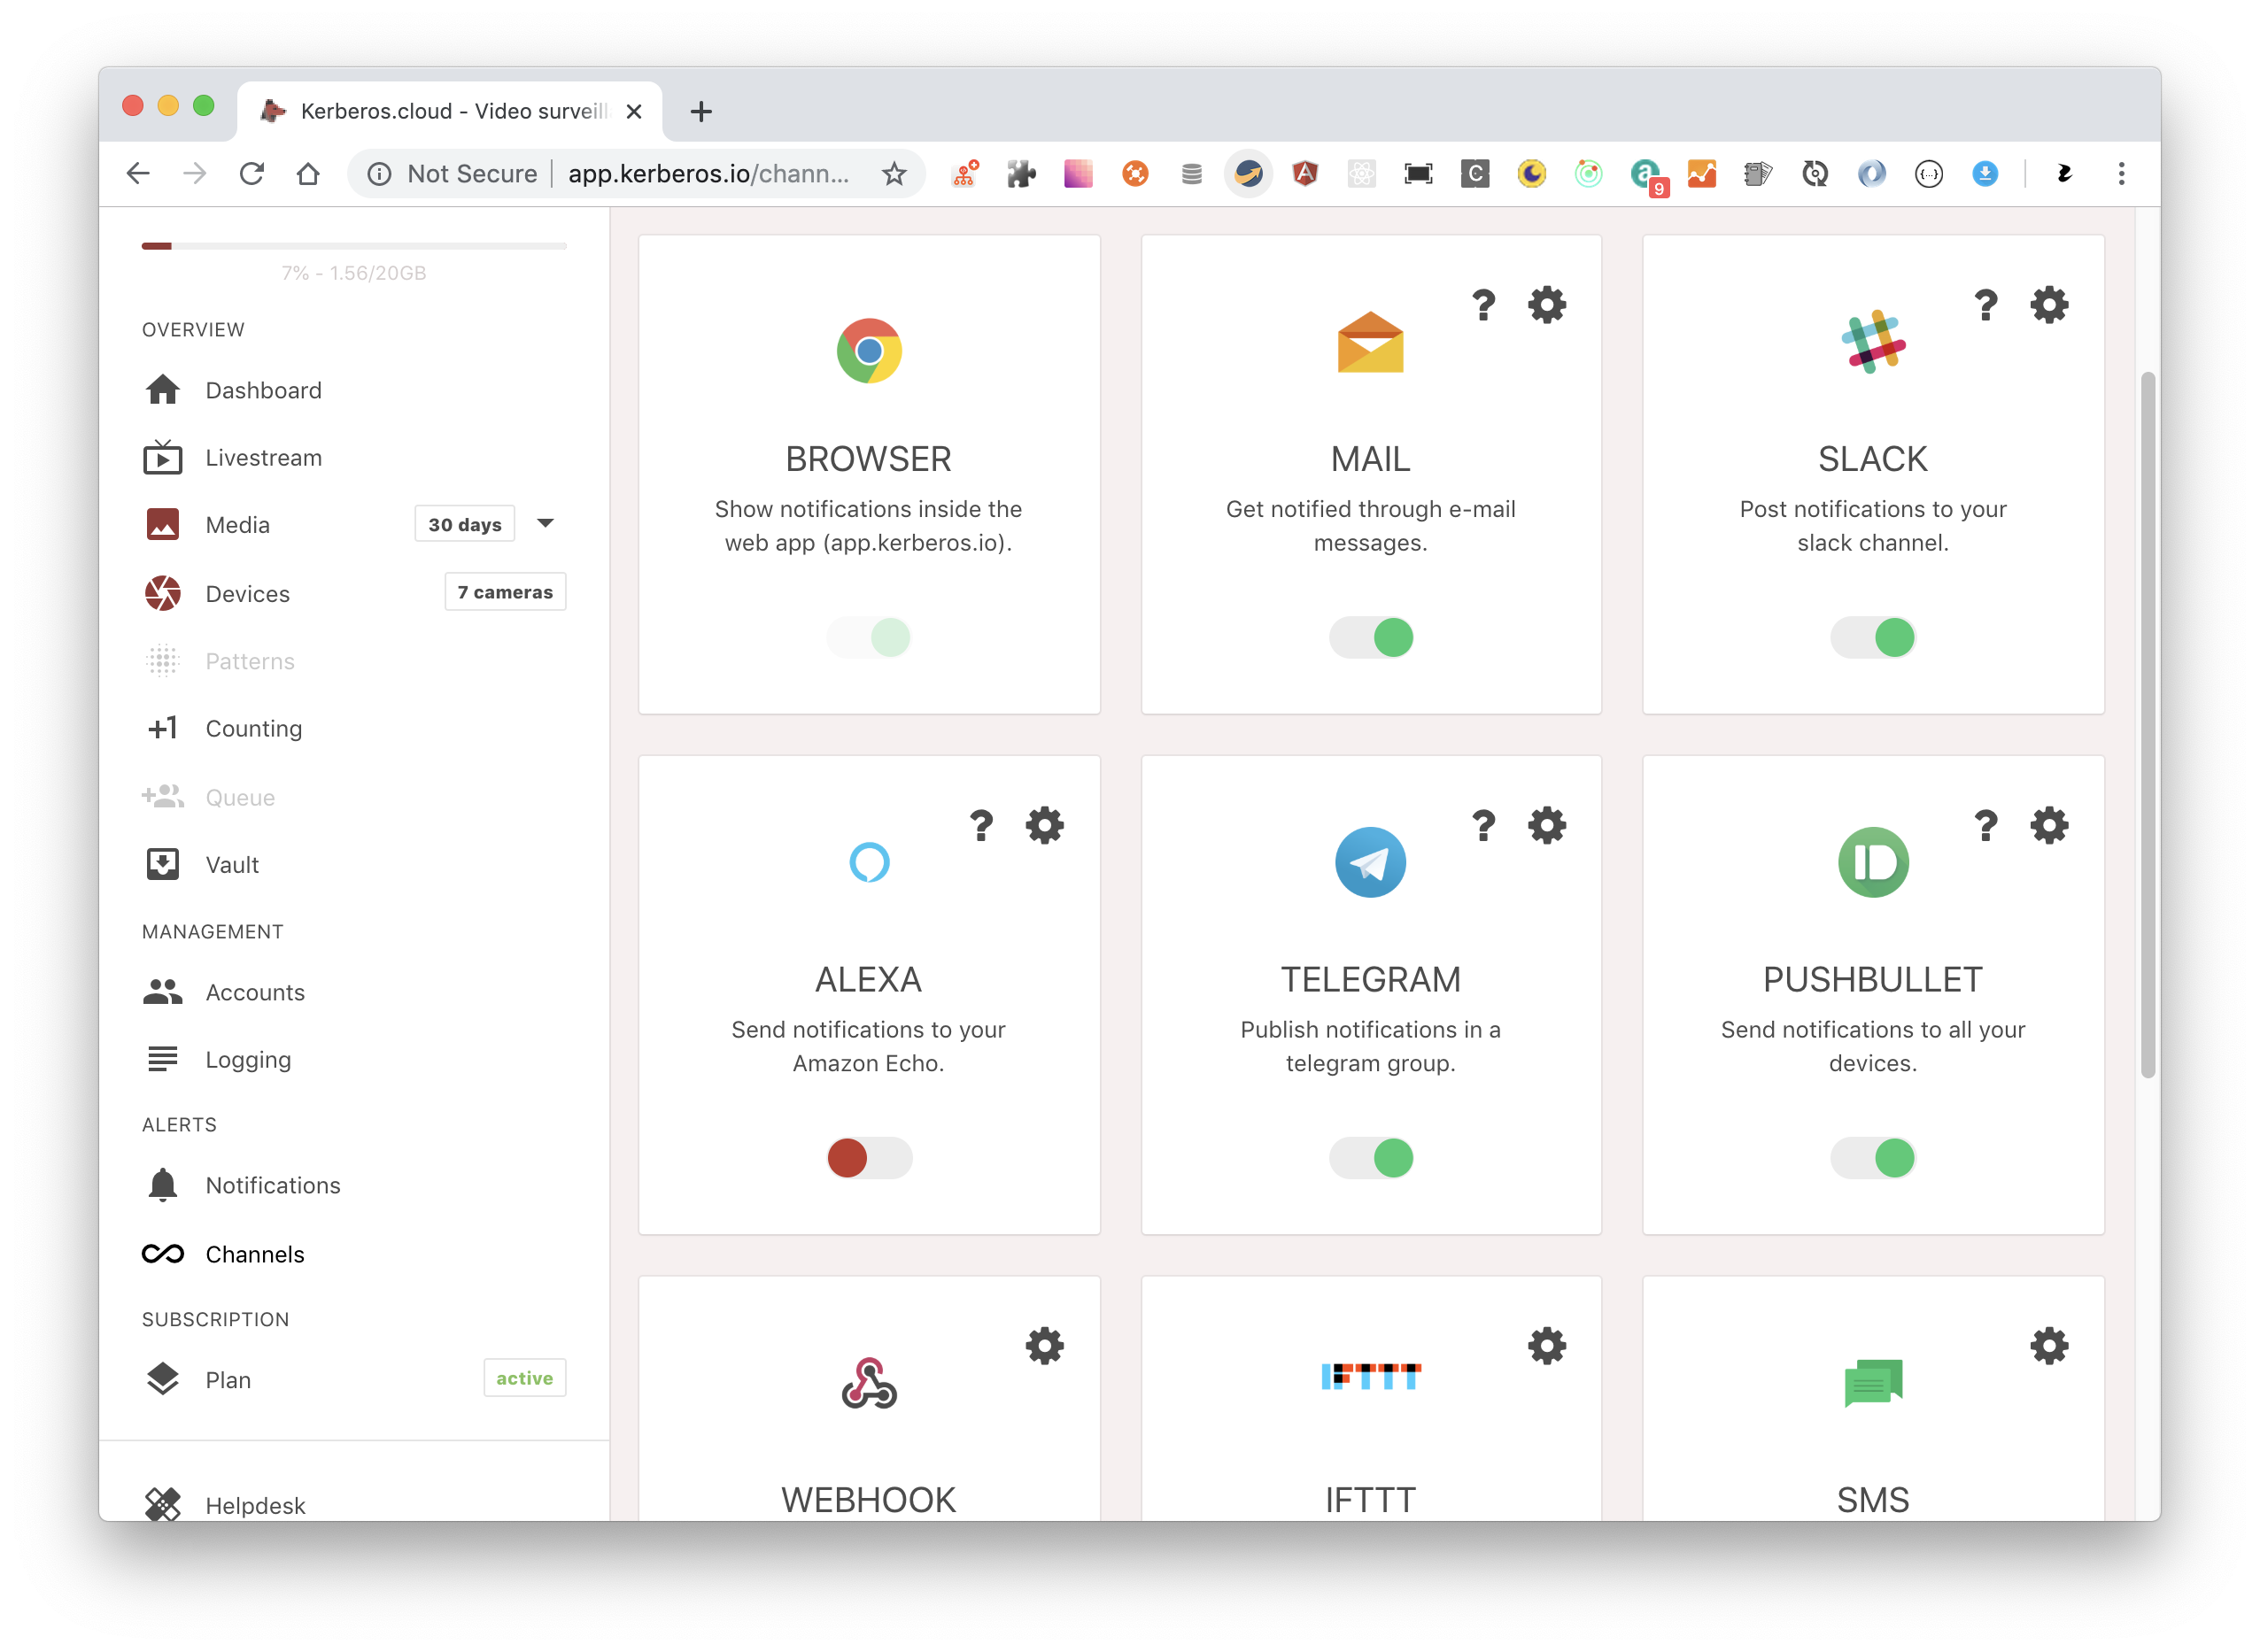 Kerberos.cloud - Video surveill
Not Secure
app.kerberos.io/chann...
9
7% - 1.56/20GB
OVERVIEW
Dashboard
Livestream
Media
30 days
Devices
7 cameras
Patterns
+1
Counting
Queue
Vault
MANAGEMENT
Accounts
Logging
ALERTS
Notifications
Channels
SUBSCRIPTION
Plan
active
Helpdesk
BROWSER
Show notifications inside the
web app (app.kerberos.io).
?
MAIL
Get notified through e-mail
messages.
?
SLACK
Post notifications to your
slack channel.
?
ALEXA
Send notifications to your
Amazon Echo.
?
TELEGRAM
Publish notifications in a
telegram group.
?
PUSHBULLET
Send notifications to all your
devices.
WEBHOOK
IFTTT
IFTTT
SMS